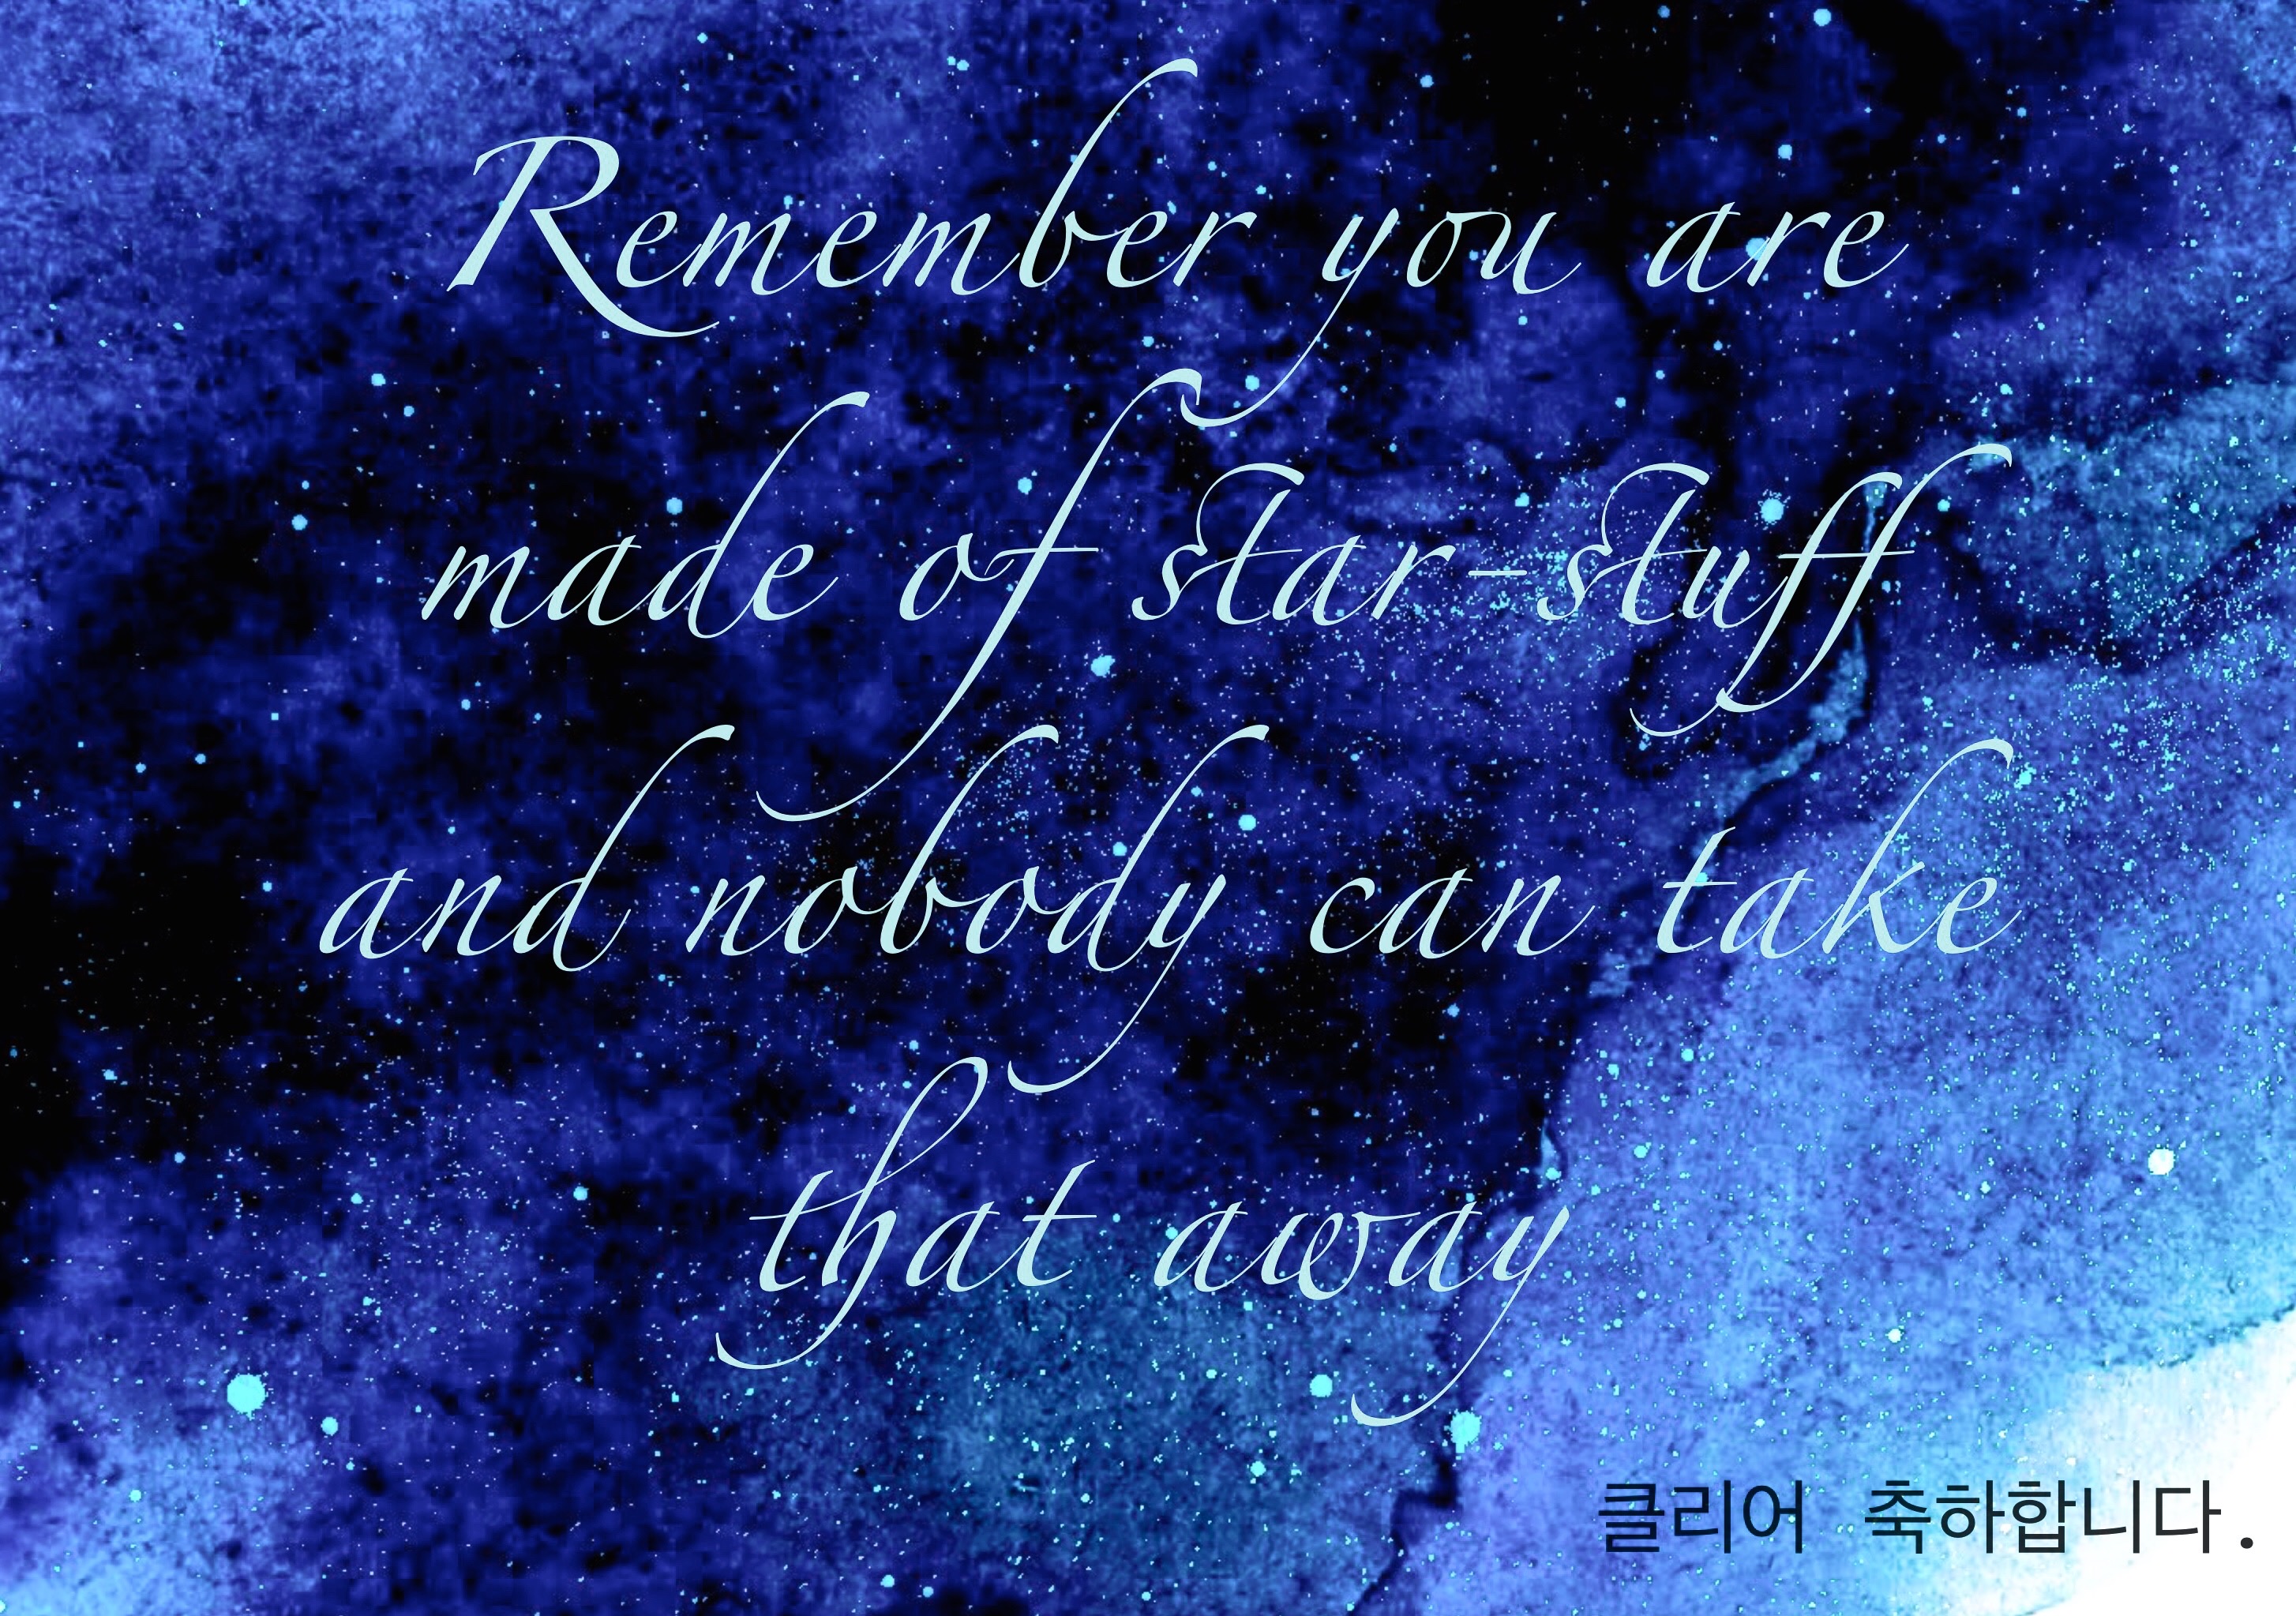 Remember you are
made of star-stuff
and nobody can take
that away
클리어 축하합니다.